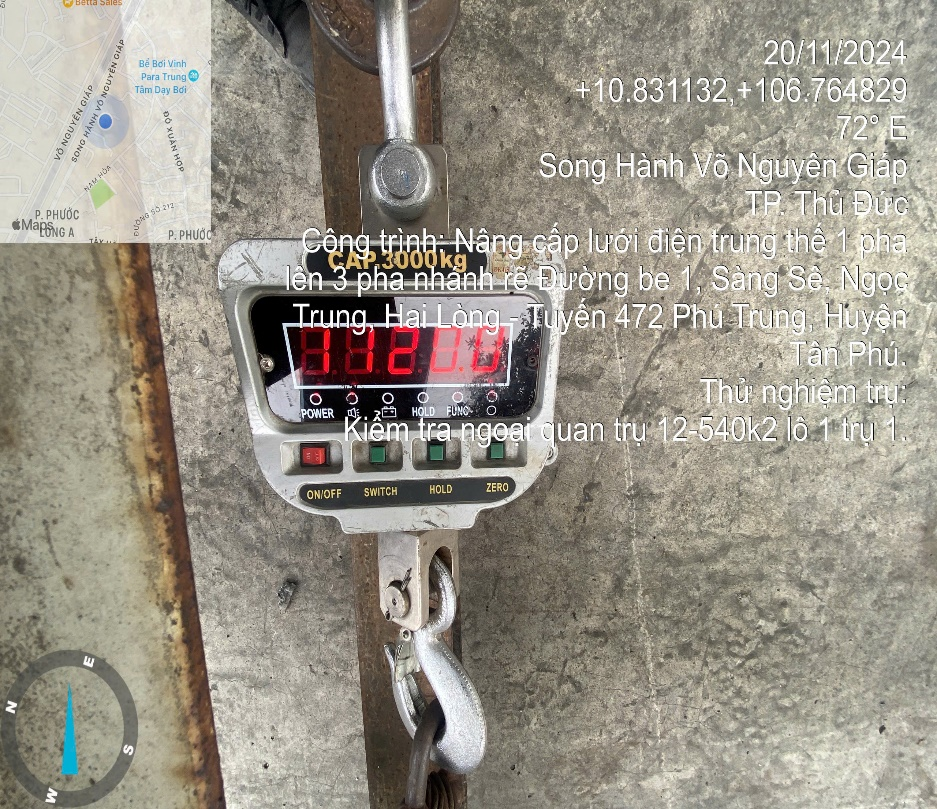 Betta Sales
Bể Bơi Vinh
Para Trung
Tâm Dạy Bơi
VÕ NGUYÊN GIÁP
SONG HÀNH VÕ NGUYÊN GIÁP
ĐỖ XUÂN HỢP
NAM HÒA
ĐƯỜNG SỐ 212
P. PHƯỚC
LONG A
Maps
P. PHƯỚC
20/11/2024
+10.831132,+106.764829
72° E
Song Hành Võ Nguyên Giáp
TP. Thủ Đức
Công trình: Nâng cấp lưới điện trung thế 1 pha
lên 3 pha nhánh rẽ Đường be 1, Sàng Sê, Ngọc
Trung, Hai Lòng - Tuyến 472 Phú Trung, Huyện
Tân Phú.
Thử nghiệm trụ:
Kiểm tra ngoại quan trụ 12-540k2 lô 1 trụ 1.
CAP.3000kg
POWER HOLD FUNC
ON/OFF SWITCH HOLD ZERO
N E S W